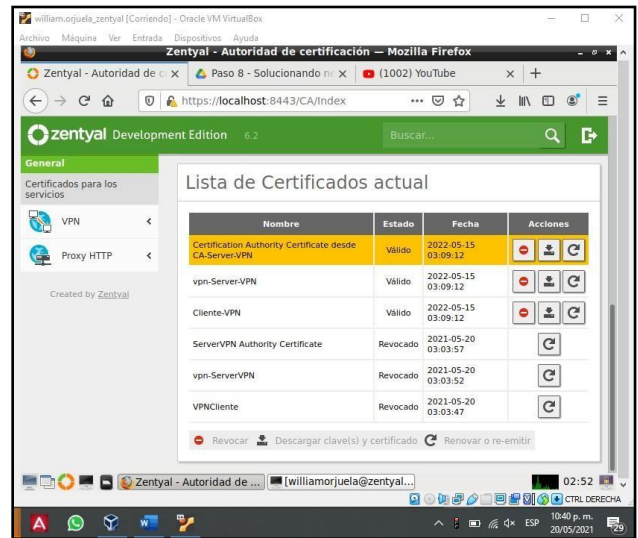 william.orjuela_zentyal [Corriendo] - Oracle VM VirtualBox
Archivo Máquina Ver Entrada Dispositivos Ayuda
Zentyal - Autoridad de certificación — Mozilla Firefox
Zentyal - Autoridad de c
Paso 8 - Solucionando no
(1002) YouTube
https://localhost:8443/CA/Index
zentyal Development Edition 6.2
Buscar...
General
Certificados para los
servicios
VPN
Proxy HTTP
Created by Zentyal
Lista de Certificados actual
Nombre Estado Fecha Acciones
Certification Authority Certificate desde
CA-Server-VPN
Válido
2022-05-15
03:09:12
vpn-Server-VPN
Válido
2022-05-15
03:09:12
Cliente-VPN
Válido
2022-05-15
03:09:12
ServerVPN Authority Certificate
Revocado
2021-05-20
03:03:57
vpn-ServerVPN
Revocado
2021-05-20
03:03:52
VPNCliente
Revocado
2021-05-20
03:03:47
Revocar Descargar clave(s) y certificado Renovar o re-emitir
Zentyal - Autoridad de ...
[williamorjuela@zentyal...
02:52
CTRL DERECHA
ESP
10:40 p. m.
20/05/2021
29